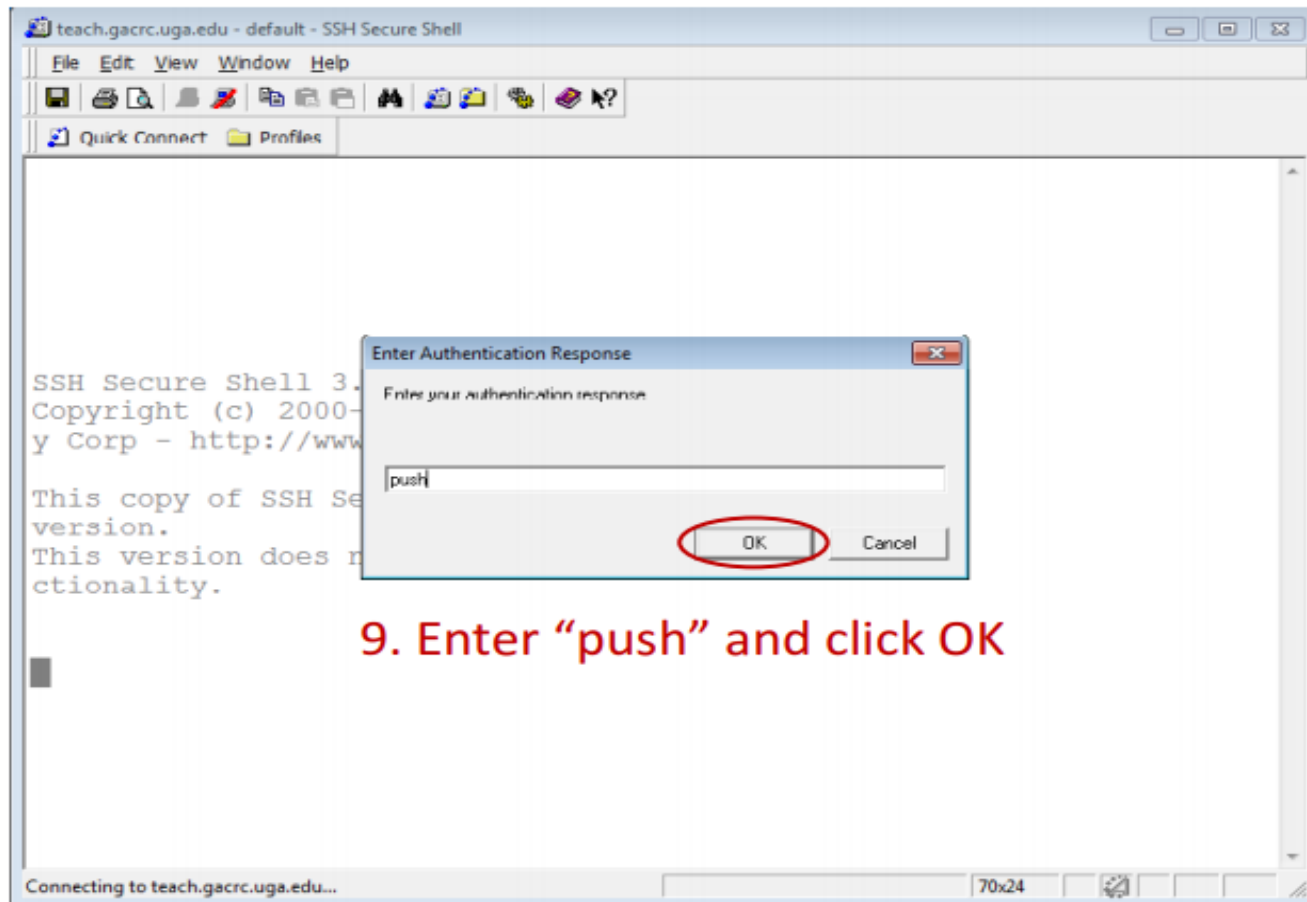 teach.gacrc.uga.edu - default - SSH Secure Shell
File Edit View Window Help
Quick Connect Profiles
Enter Authentication Response
Enter your authentication response
SSH Secure Shell 3.
Copyright (c) 2000-
y Corp - http://www
push
This copy of SSH Se
version.
OK Cancel
This version does n
ctionality.
9. Enter “push” and click OK
Connecting to teach.gacrc.uga.edu... 70x24